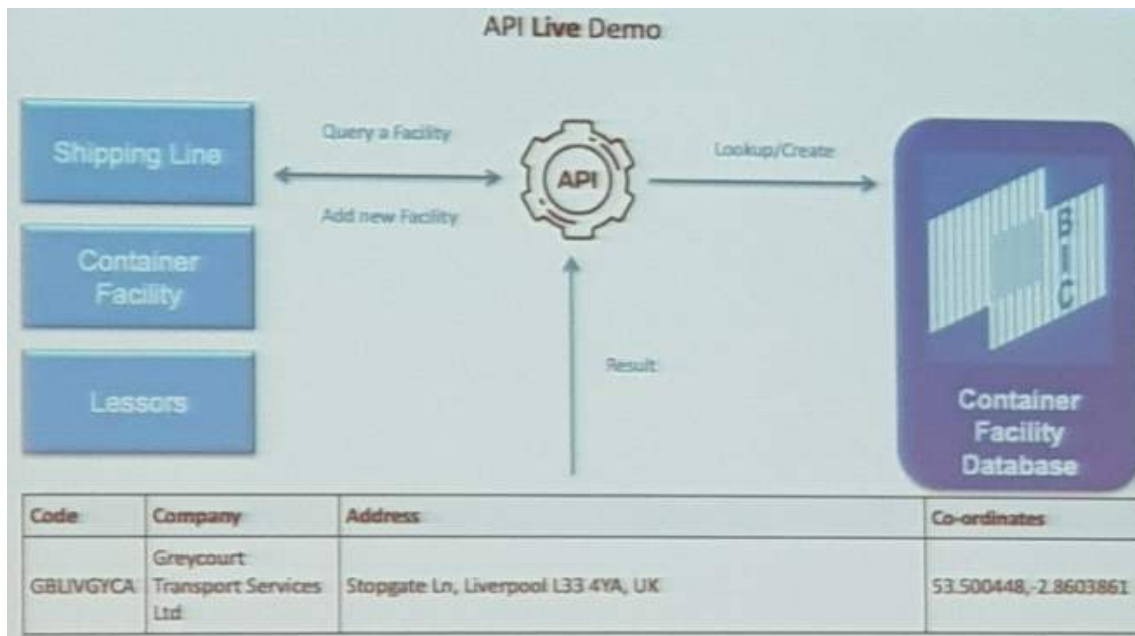 API Live Demo
Shipping Line
Query a Facility
API
Lookup/Create
Add new Facility
Container
Facility
Lessors
BIC
Result
Container
Facility
Database
Code
Company
Address
Co-ordinates
GBLIVGYCA
Greycourt
Transport Services
Ltd
Stopgate Ln, Liverpool L33 4YA, UK
53.500448,-2.8603861